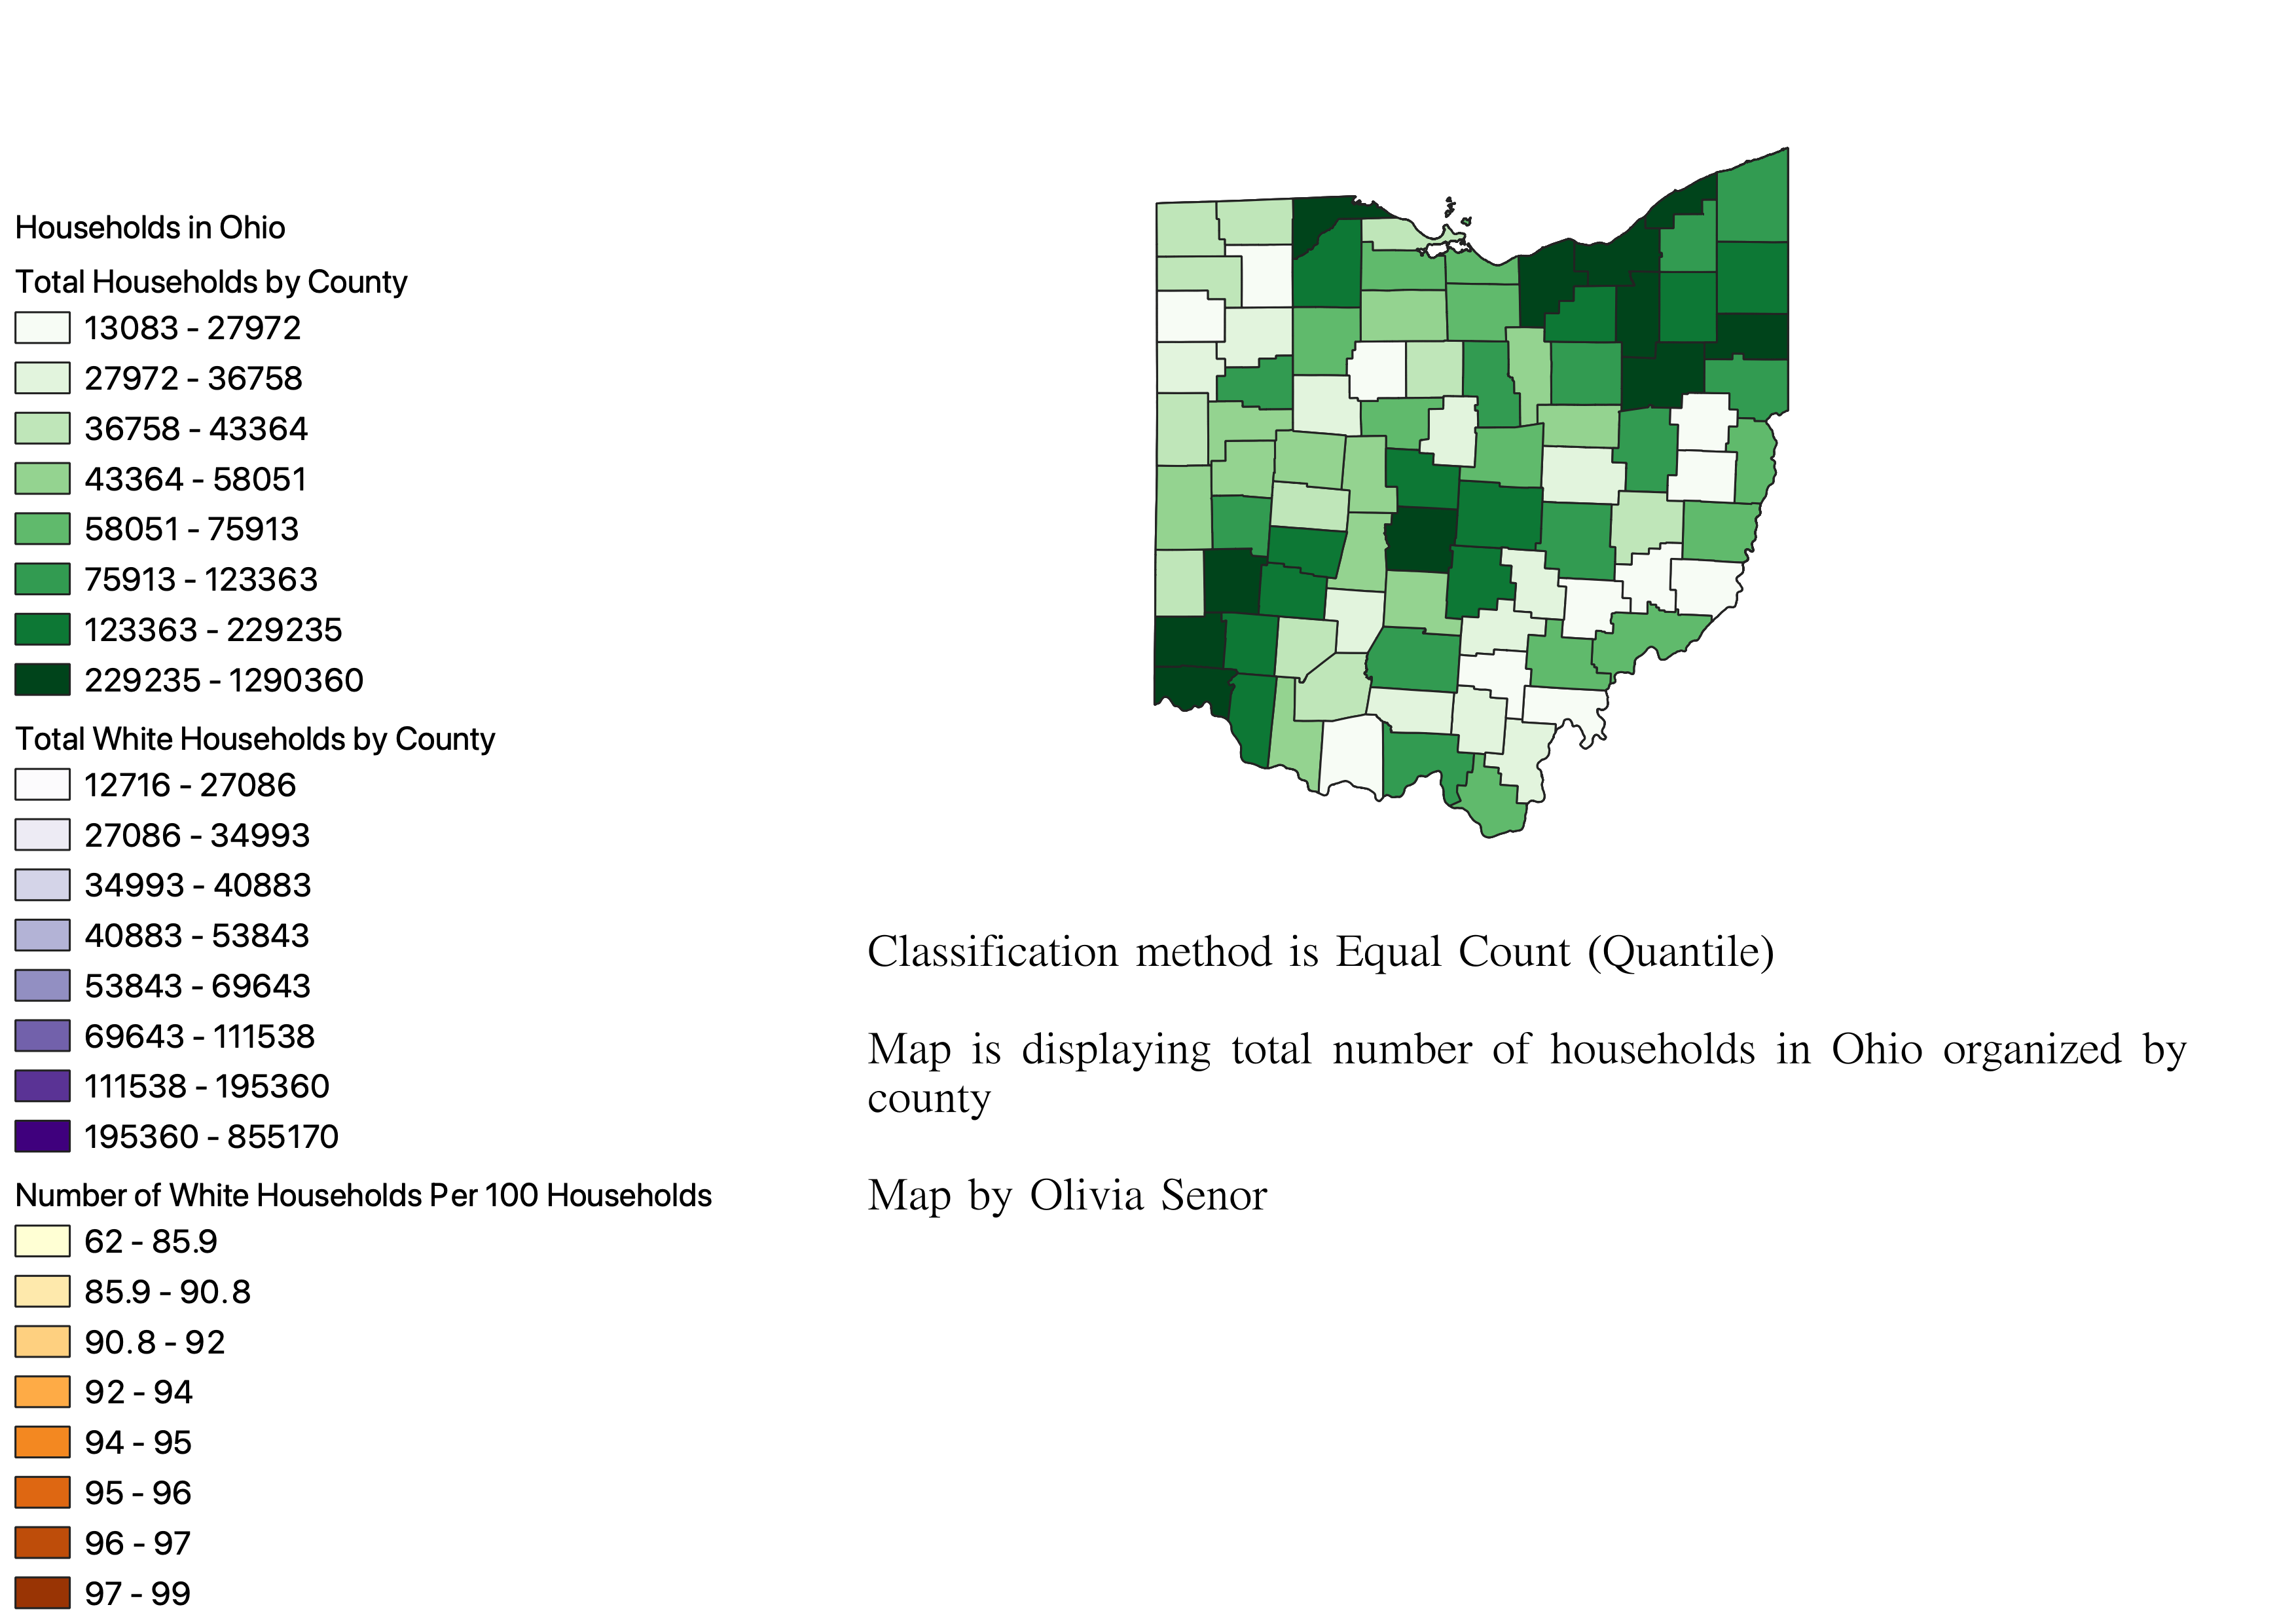 Households in Ohio
Total Households by County
13083 - 27972
27972 - 36758
36758 - 43364
43364 - 58051
58051 - 75913
75913 - 123363
123363 - 229235
229235 - 1290360
Total White Households by County
12716 - 27086
27086 - 34993
34993 - 40883
40883 - 53843
53843 - 69643
69643 - 111538
111538 - 195360
195360 - 855170
Number of White Households Per 100 Households
62 - 85.9
85.9 - 90.8
90.8 - 92
92 - 94
94 - 95
95 - 96
96 - 97
97 - 99
Classification method is Equal Count (Quantile)
Map is displaying total number of households in Ohio organized by
county
Map by Olivia Senor